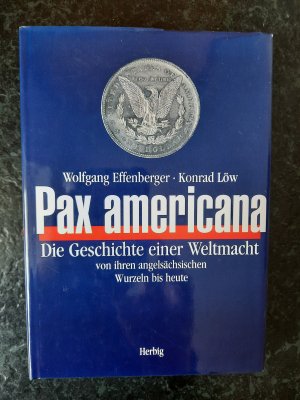 Wolfgang Effenberger · Konrad Löw
Pax americana
Die Geschichte einer Weltmacht
von ihren angelsächsischen
Wurzeln bis heute
Herbig